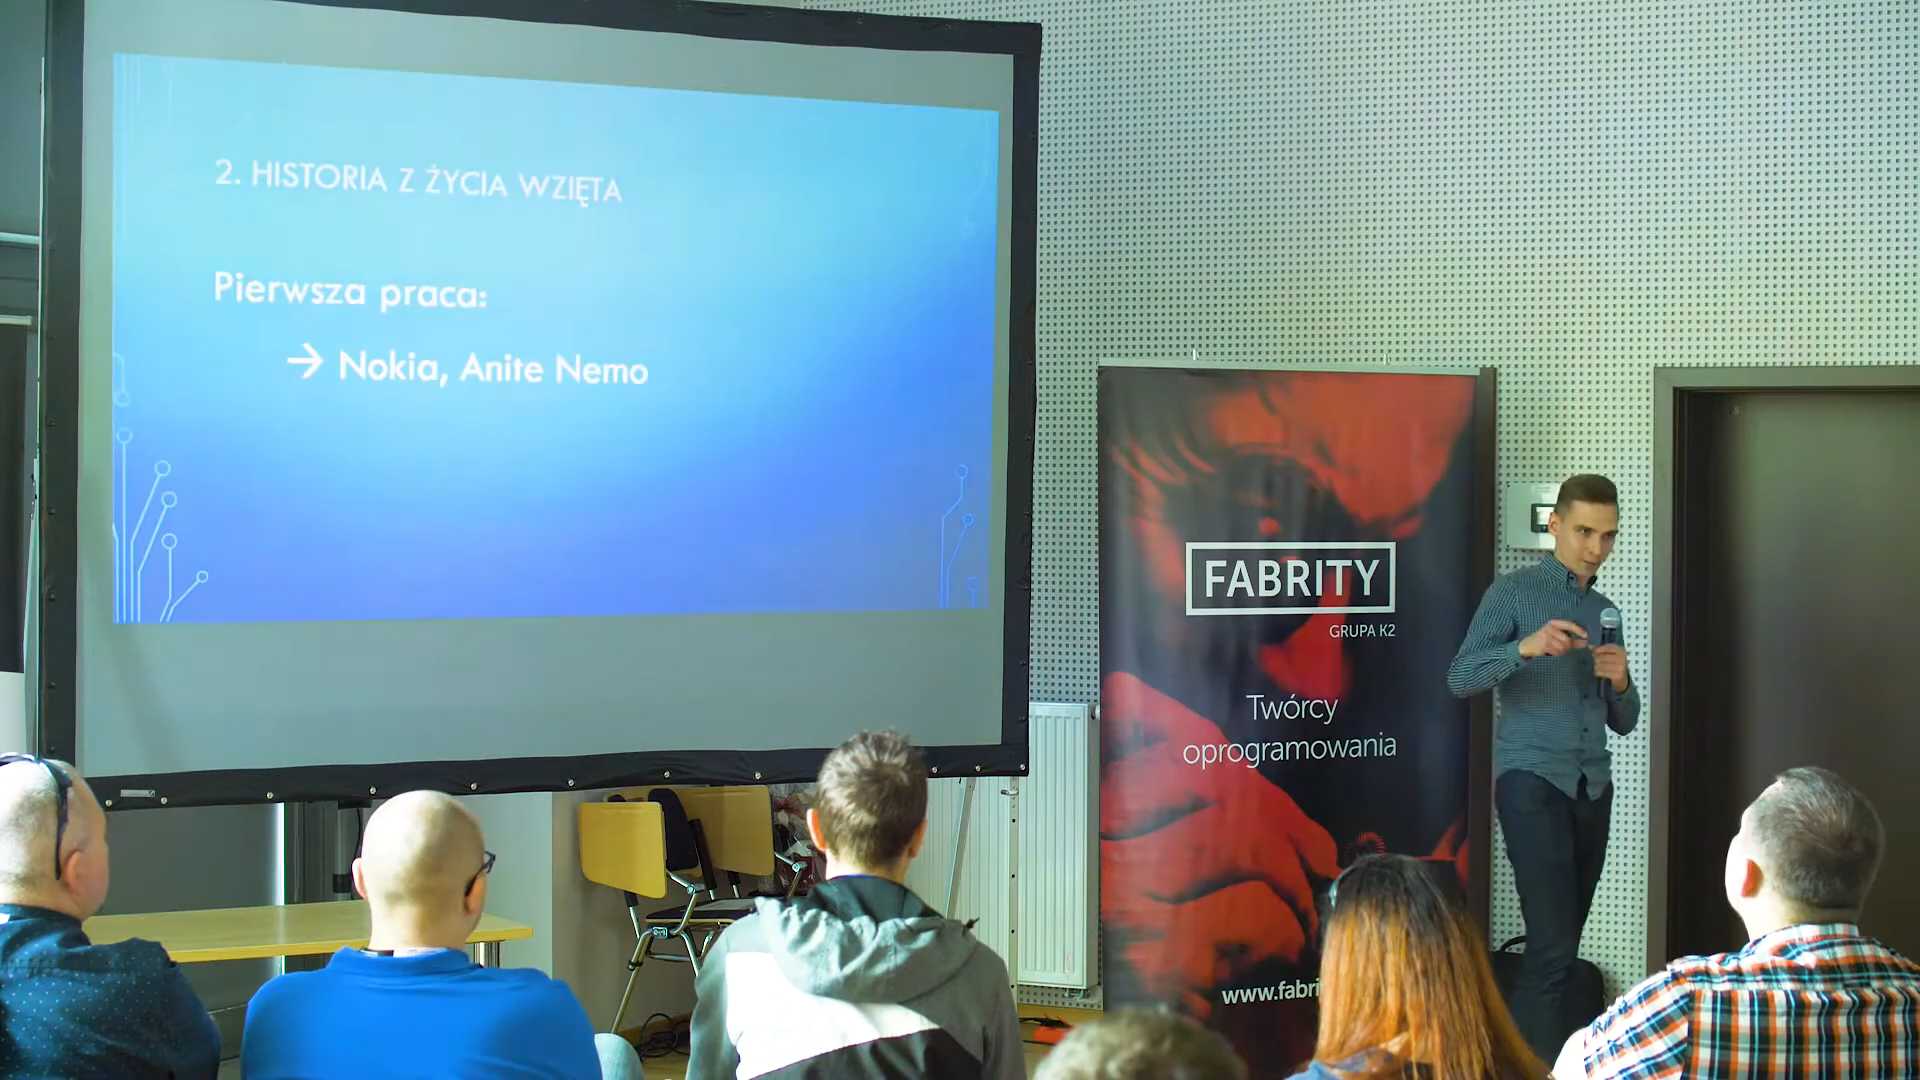 2. HISTORIA Z ŻYCIA WZIĘTA
Pierwsza praca:
→ Nokia, Anite Nemo
FABRITY
GRUPA K2
Twórcy
oprogramowania
www.fabri